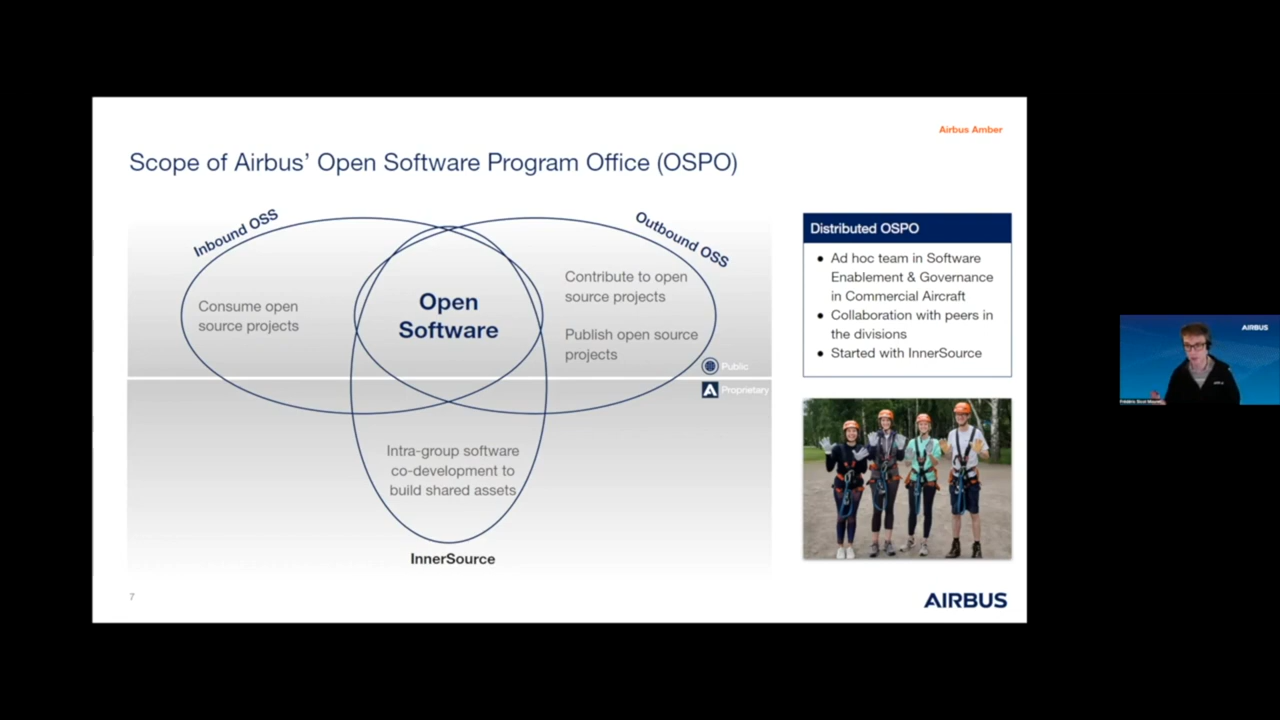 Airbus Amber
Scope of Airbus' Open Software Program Office (OSPO)
Inbound OSS
Outbound OSS
Consume open
source projects
Open
Software
Contribute to open
source projects
Publish open source
projects
Public
Proprietary
Intra-group software
co-development to
build shared assets
InnerSource
Distributed OSPO
● Ad hoc team in Software
Enablement & Governance
in Commercial Aircraft
● Collaboration with peers in
the divisions
● Started with InnerSource
7
AIRBUS
AIRBUS